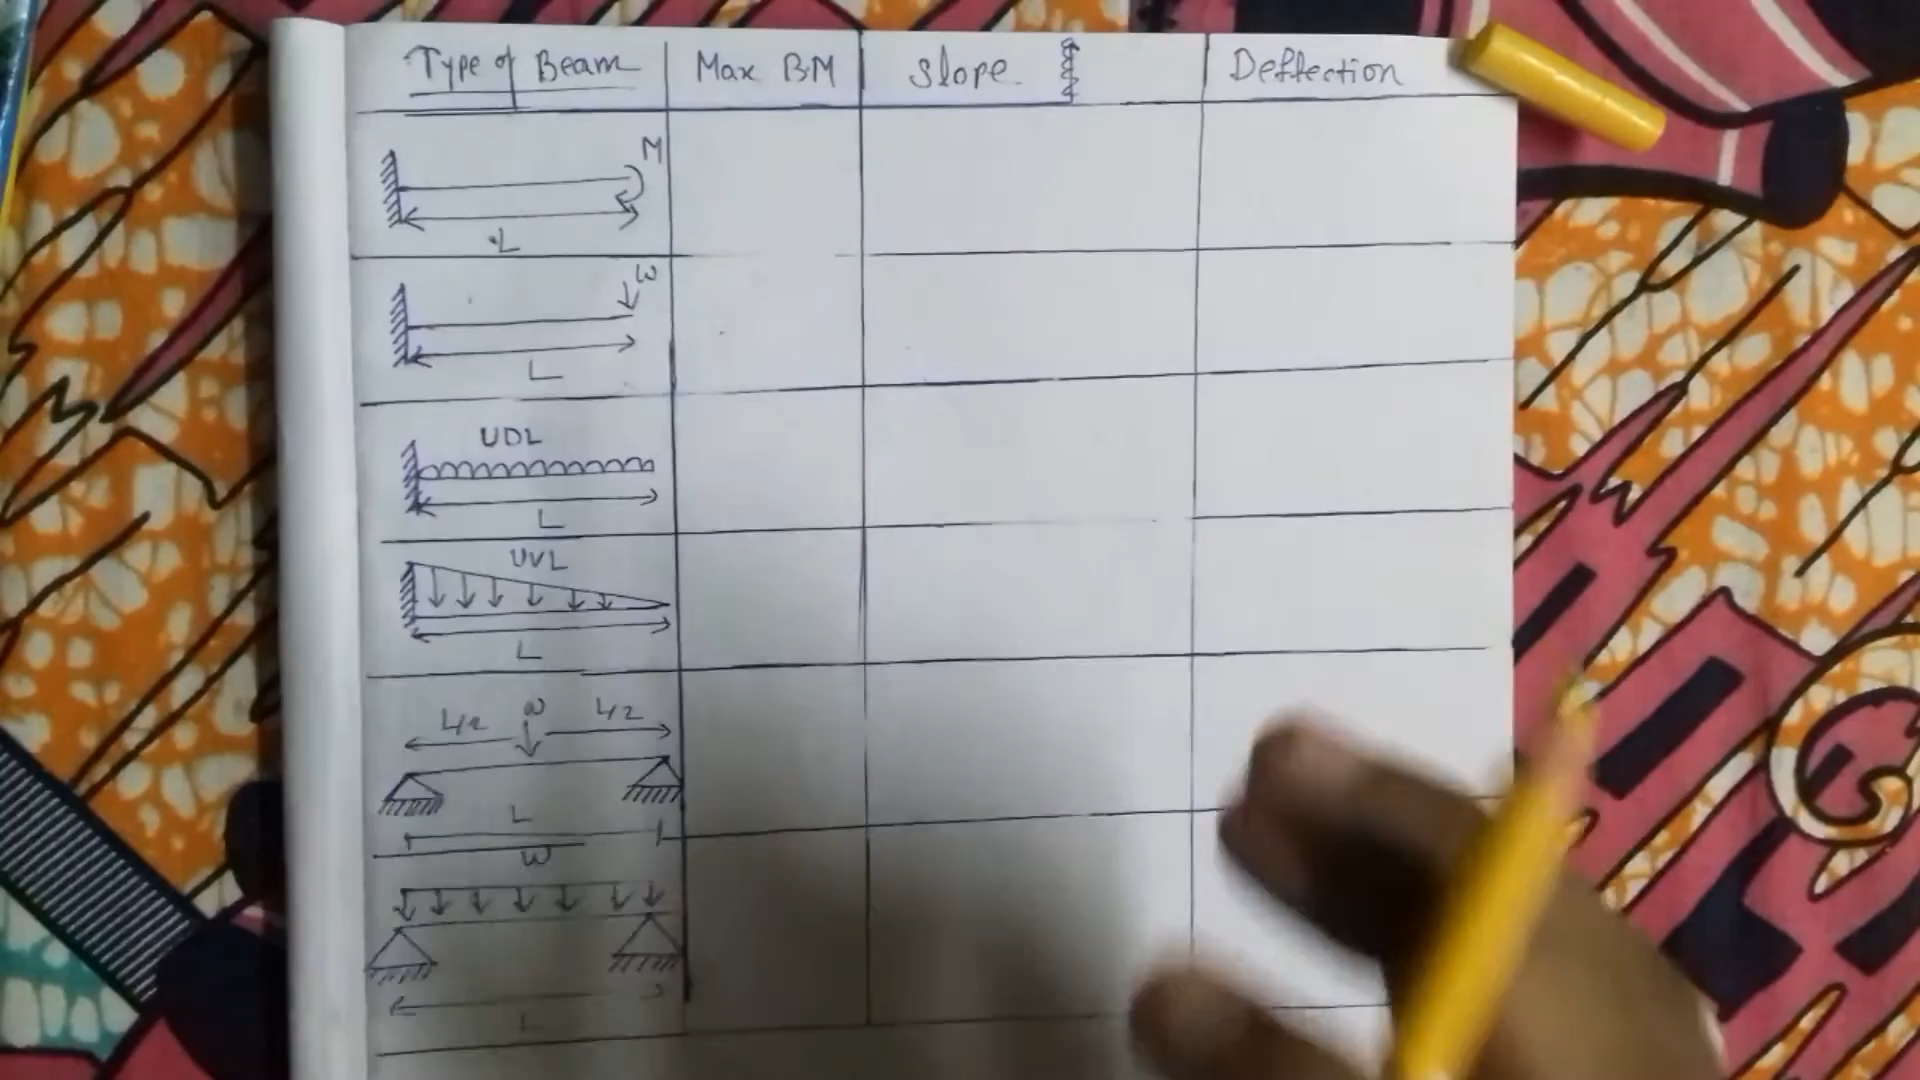 Type of Beam
Max BM
Slope
Deflection
M
L
W
L
UDL
L
UVL
L
L/2
W
L/2
L
W
L